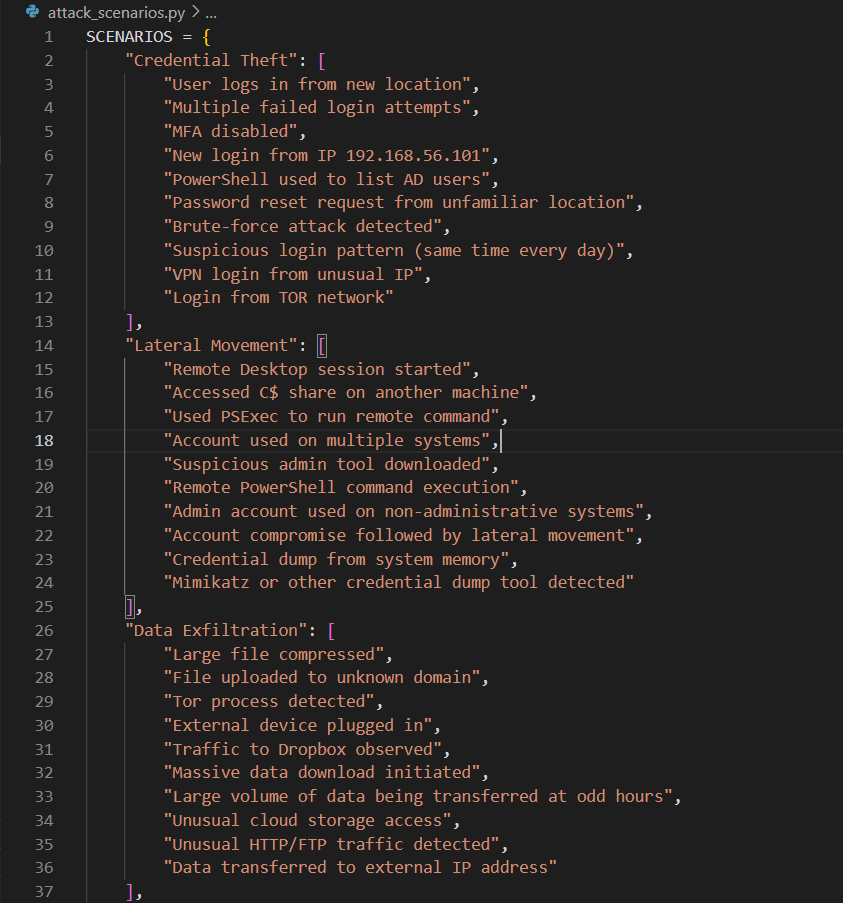 attack_scenarios.py > ...
1 SCENARIOS = {
2     "Credential Theft": [
3         "User logs in from new location",
4         "Multiple failed login attempts",
5         "MFA disabled",
6         "New login from IP 192.168.56.101",
7         "PowerShell used to list AD users",
8         "Password reset request from unfamiliar location",
9         "Brute-force attack detected",
10         "Suspicious login pattern (same time every day)",
11         "VPN login from unusual IP",
12         "Login from TOR network"
13     ],
14     "Lateral Movement": [
15         "Remote Desktop session started",
16         "Accessed C$ share on another machine",
17         "Used PSExec to run remote command",
18         "Account used on multiple systems",
19         "Suspicious admin tool downloaded",
20         "Remote PowerShell command execution",
21         "Admin account used on non-administrative systems",
22         "Account compromise followed by lateral movement",
23         "Credential dump from system memory",
24         "Mimikatz or other credential dump tool detected"
25     ],
26     "Data Exfiltration": [
27         "Large file compressed",
28         "File uploaded to unknown domain",
29         "Tor process detected",
30         "External device plugged in",
31         "Traffic to Dropbox observed",
32         "Massive data download initiated",
33         "Large volume of data being transferred at odd hours",
34         "Unusual cloud storage access",
35         "Unusual HTTP/FTP traffic detected",
36         "Data transferred to external IP address"
37     ],